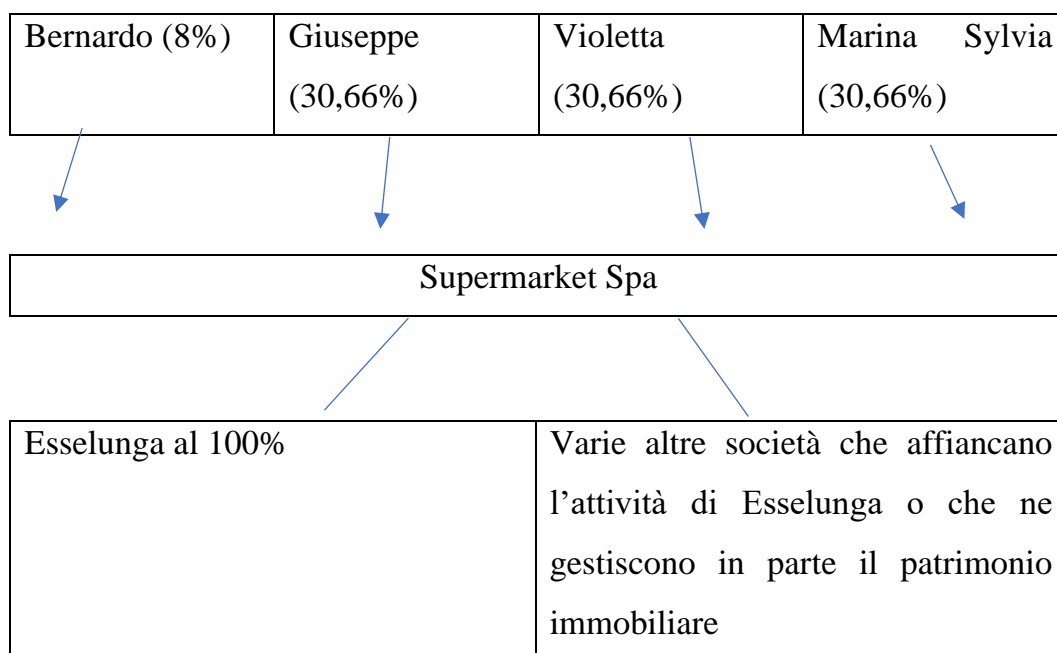 Bernardo (8%)
Giuseppe
(30,66%)
Violetta
(30,66%)
Marina Sylvia
(30,66%)
Supermarket Spa
Esselunga al 100%
Varie altre società che affiancano
l’attività di Esselunga o che ne
gestiscono in parte il patrimonio
immobiliare